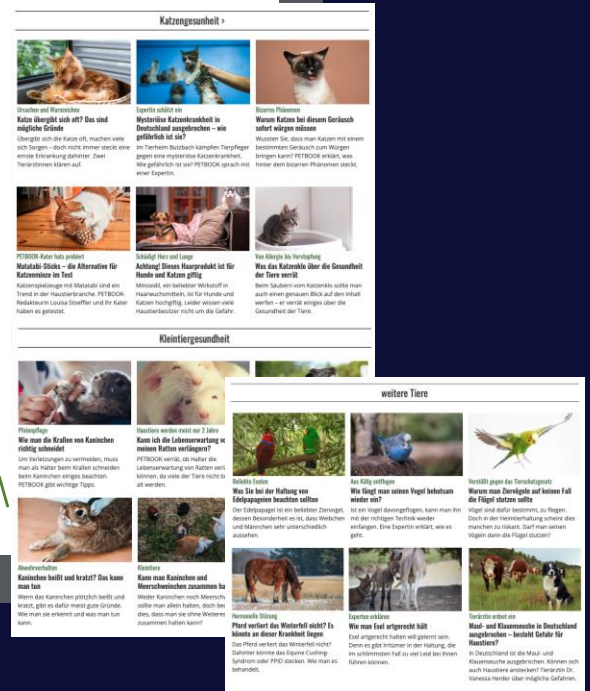 Katzengesunheit ›
Ursachen und Warnzeichen
Katze übergibt sich oft? Das sind
mögliche Gründe
Übergibt sich die Katze oft, machen viele
sich Sorgen – doch nicht immer steckt eine
ernste Erkrankung dahinter. Zwei
Tierärztinnen klären auf.
Expertin schätzt ein
Mysteriöse Katzenkrankheit in
Deutschland ausgebrochen – wie
gefährlich ist sie?
Im Tierheim Butzbach kämpfen Tierpfleger
gegen eine mysteriöse Katzenkrankheit.
Wie gefährlich ist sie? PETBOOK sprach mit
einer Expertin.
Bizarres Phänomen
Warum Katzen bei diesem Geräusch
sofort würgen müssen
Wussten Sie, dass man Katzen mit einem
bestimmten Geräusch zum Würgen
bringen kann? PETBOOK erklärt, was
hinter dem bizarren Phänomen steckt.
PETBOOK-Kater hats probiert
Matatabi-Sticks – die Alternative für
Katzenminze im Test
Katzenspielzeuge mit Matatabi sind ein
Trend in der Haustierbranche. PETBOOK-
Redakteurin Louisa Stoeffler und ihr Kater
haben es getestet.
Schädigt Herz und Lunge
Achtung! Dieses Haarprodukt ist für
Hunde und Katzen giftig
Minoxidil, ein beliebter Wirkstoff in
Haarwuchsmitteln, ist für Hunde und
Katzen hochgiftig. Leider wissen viele
Haustierbesitzer nicht um die Gefahr.
Von Allergie bis Verstopfung
Was das Katzenklo über die Gesundheit
der Tiere verrät
Beim Säubern vom Katzenklo sollte man
auch einen genauen Blick auf den Inhalt
werfen – er verrät einiges über die
Gesundheit der Tiere.
Kleintiergesundheit
Pfotenpflege
Wie man die Krallen von Kaninchen
richtig schneidet
Um Verletzungen zu vermeiden, muss
man als Halter beim Krallen schneiden
beim Kaninchen einiges beachten.
PETBOOK gibt wichtige Tipps.
Haustiere werden meist nur 2 Jahre
Kann ich die Lebenserwartung vo
meinen Ratten verlängern?
PETBOOK verrät, ob Halter die
Lebenserwartung von Ratten verl
können, da viele der Tiere nicht b
alt werden.
Abwehrverhalten
Kaninchen beißt und kratzt? Das kann
man tun
Wenn das Kaninchen plötzlich beißt und
kratzt, gibt es dafür meist gute Gründe.
Wie man sie erkennt und was man tun
kann.
Kleintiere
Kann man Kaninchen und
Meerschweinchen zusammen ha
Weder Kaninchen noch Meersch
sollte man allein halten, doch be
dies, dass man sie ohne Weitere
zusammen halten kann?
weitere Tiere
Beliebte Exoten
Was Sie bei der Haltung von
Edelpapageien beachten sollten
Der Edelpapagei ist ein beliebter Ziervogel,
dessen Besonderheit es ist, dass Weibchen
und Männchen sehr unterschiedlich
aussehen.
Aus Käfig entflogen
Wie fängt man seinen Vogel behutsam
wieder ein?
Ist ein Vogel davongeflogen, kann man ihn
mit der richtigen Technik wieder
einfangen. Eine Expertin erklärt, wie es
geht.
Verstößt gegen das Tierschutzgesetz
Warum man Ziervögeln auf keinen Fall
die Flügel stutzen sollte
Vögel sind dafür bestimmt, zu fliegen.
Doch in der Heimtierhaltung scheint dies
manchen zu riskant. Darf man seinen
Vögeln dann die Flügel stutzen?
Hormonelle Störung
Pferd verliert das Winterfell nicht? Es
könnte an dieser Krankheit liegen
Das Pferd verliert das Winterfell nicht?
Dahinter könnte das Equine Cushing-
Syndrom oder PPID stecken. Wie man es
behandelt.
Experten erklären
Wie man Esel artgerecht hält
Esel artgerecht halten will gelernt sein.
Denn es gibt Irrtümer in der Haltung, die
im schlimmsten Fall zu viel Leid bei ihnen
führen können.
Tierärztin ordnet ein
Maul- und Klauenseuche in Deutschland
ausgebrochen – besteht Gefahr für
Haustiere?
In Deutschland ist die Maul- und
Klauenseuche ausgebrochen. Können sich
auch Haustiere anstecken? Tierärztin Dr.
Vanessa Herder über mögliche Gefahren.